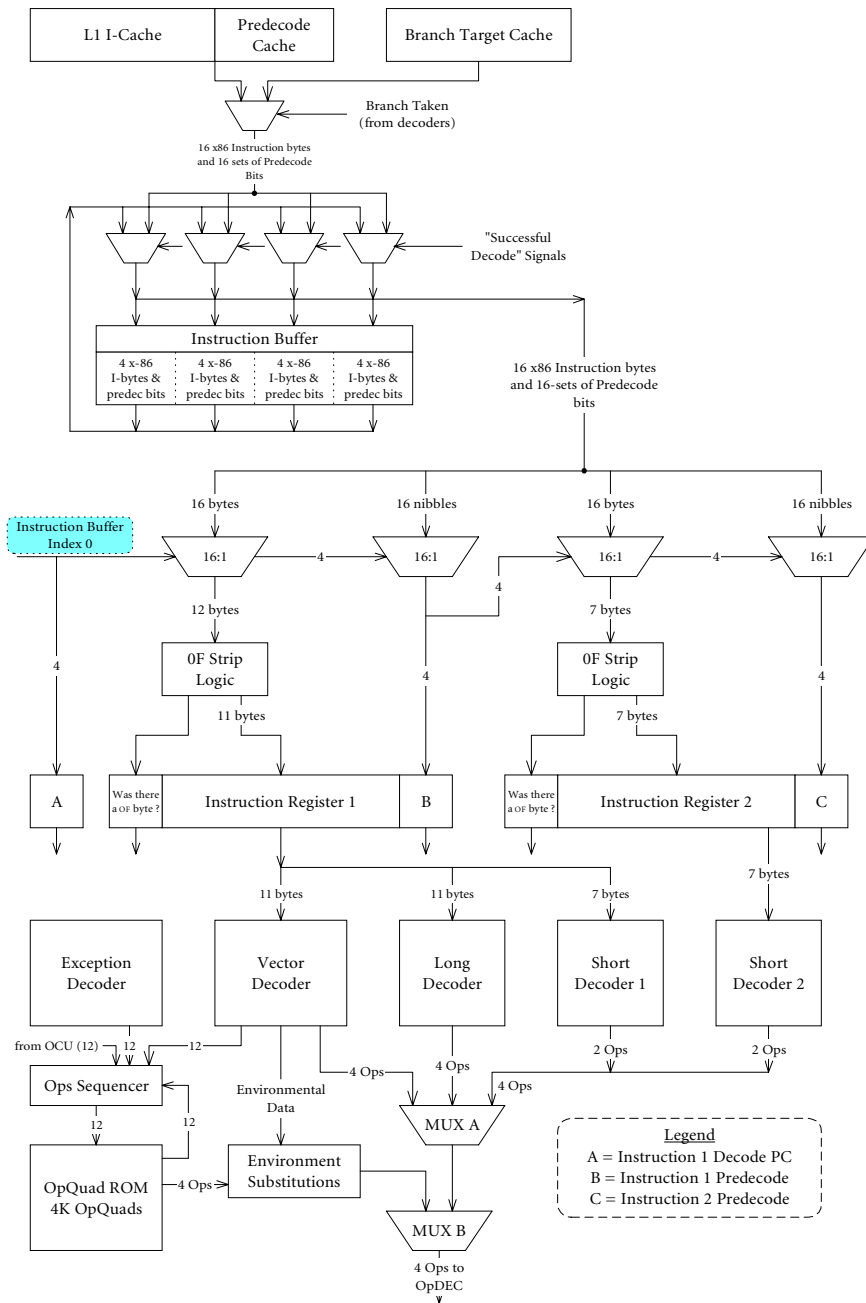 L1 I-Cache
Predecode
Cache
Branch Target Cache
Branch Taken
(from decoders)
16 x86 Instruction bytes
and 16 sets of Predecode
Bits
"Successful
Decode" Signals
Instruction Buffer
4 x-86
I-bytes &
predec bits
4 x-86
I-bytes &
predec bits
4 x-86
I-bytes &
predec bits
4 x-86
I-bytes &
predec bits
16 x86 Instruction bytes
and 16-sets of Predecode
bits
16 bytes
16 nibbles
16 bytes
16 nibbles
Instruction Buffer
Index 0
16:1
4
16:1
16:1
4
16:1
4
12 bytes
7 bytes
4
0F Strip
Logic
4
0F Strip
Logic
4
11 bytes
7 bytes
A
Was there
a 0F byte ?
Instruction Register 1
B
Was there
a 0F byte ?
Instruction Register 2
C
11 bytes
11 bytes
7 bytes
7 bytes
Exception
Decoder
Vector
Decoder
Long
Decoder
Short
Decoder 1
Short
Decoder 2
from OCU (12)
12
12
4 Ops
4 Ops
2 Ops
2 Ops
4 Ops
Ops Sequencer
Environmental
Data
12
12
MUX A
OpQuad ROM
4K OpQuads
4 Ops
Environment
Substitutions
MUX B
4 Ops to
OpDEC
Legend
A = Instruction 1 Decode PC
B = Instruction 1 Predecode
C = Instruction 2 Predecode